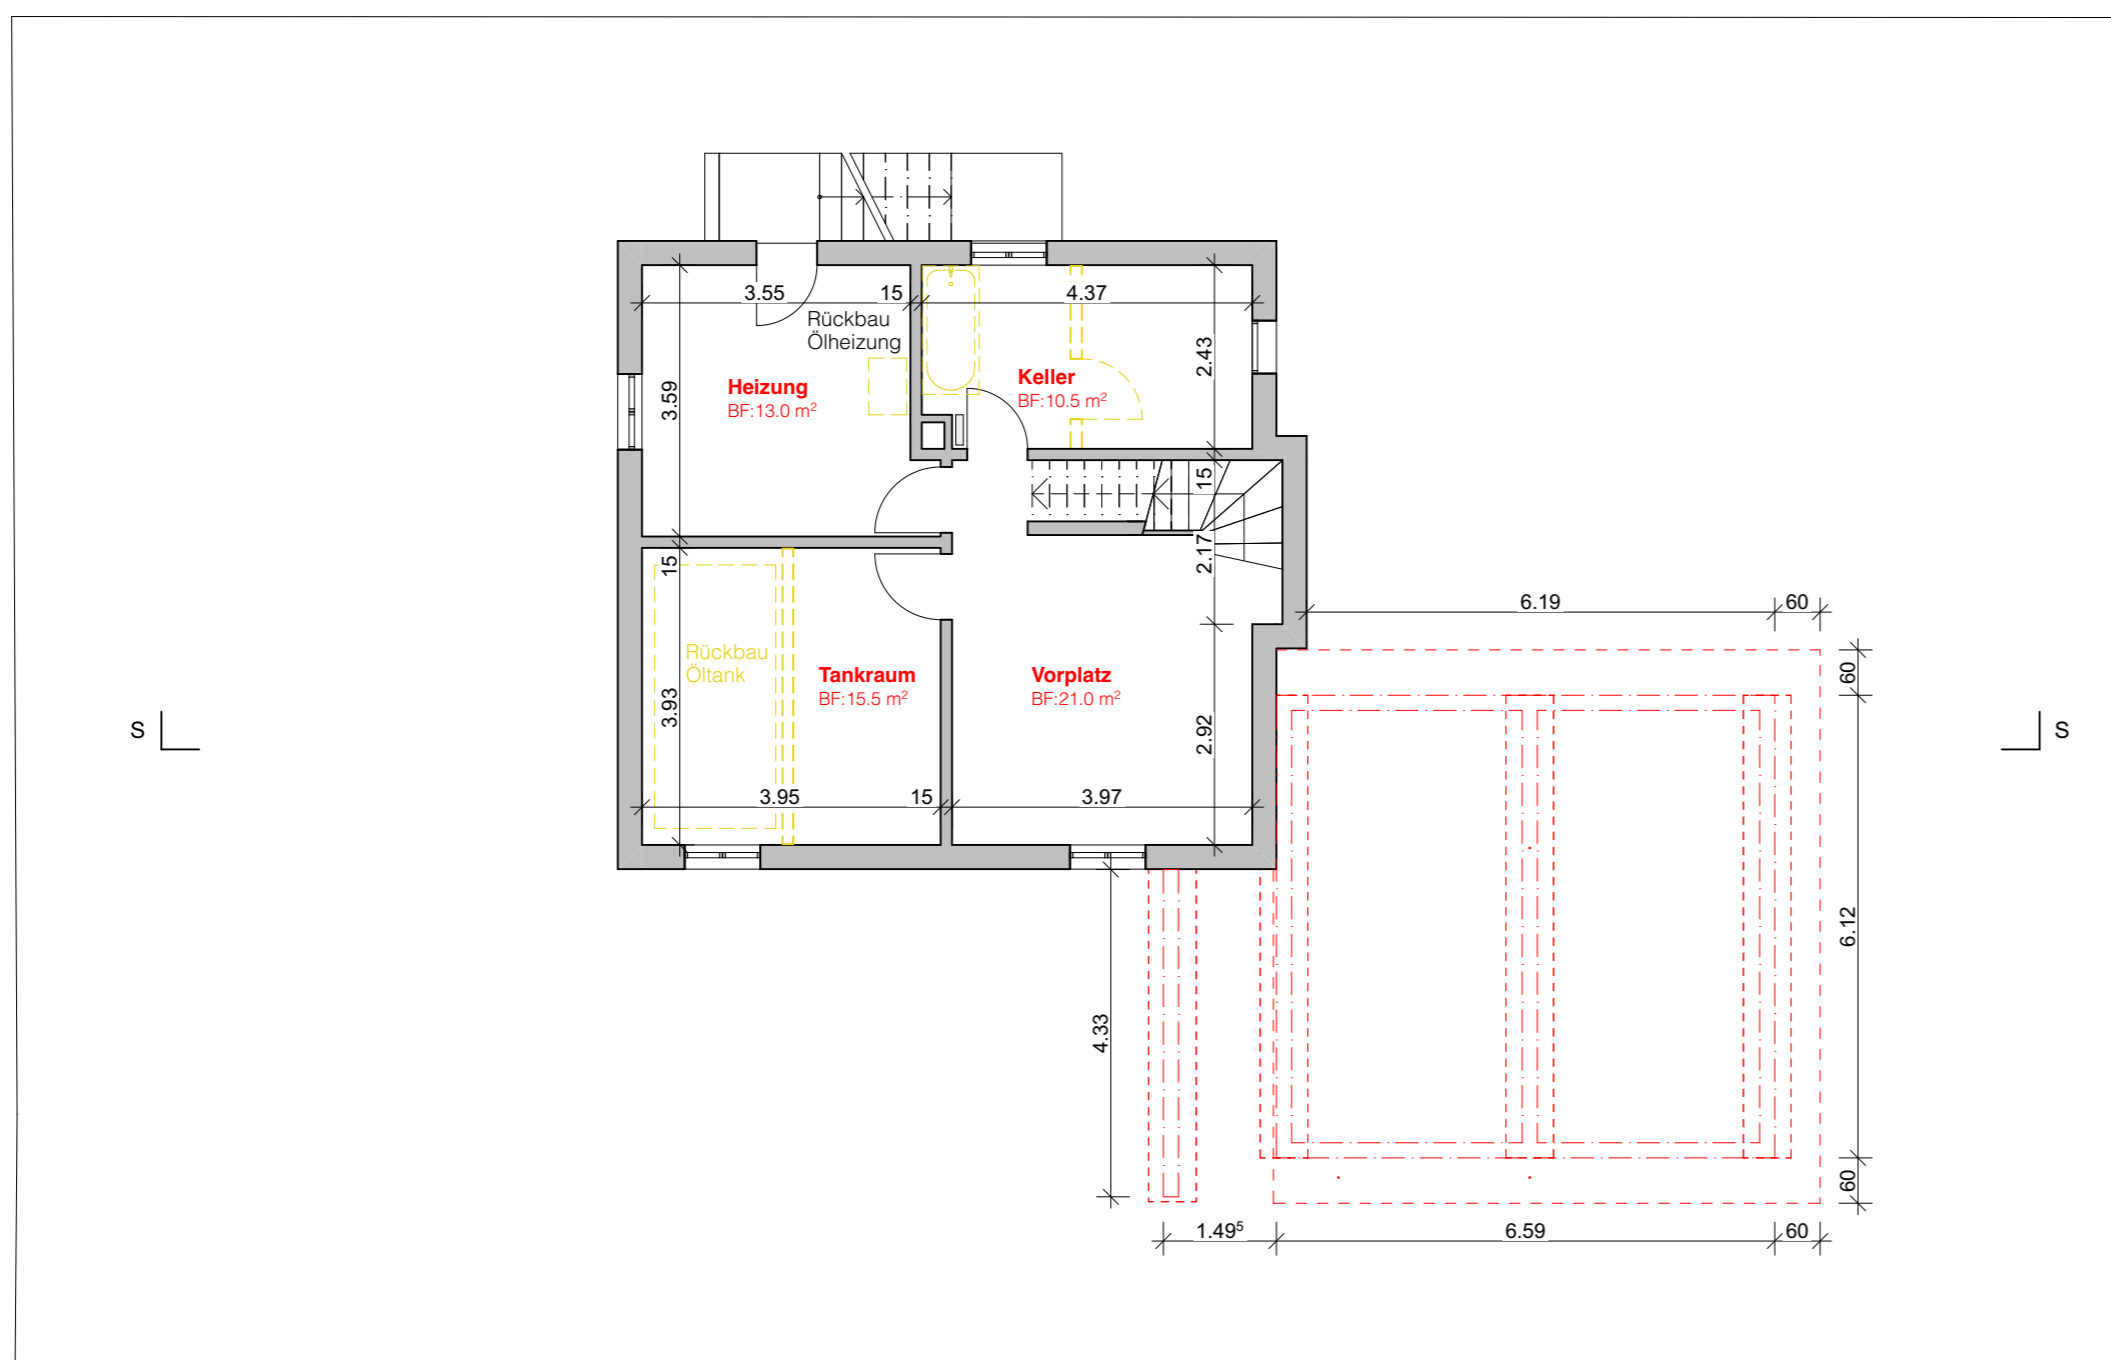 3.55
15
4.37
Rückbau
Ölheizung
2.43
Heizung
BF:13.0 m²
Keller
BF:10.5 m²
3.59
15
15
2.17
6.19
60
60
Rückbau
Öltank
Tankraum
BF:15.5 m²
Vorplatz
BF:21.0 m²
3.93
2.92
S
S
3.95
15
3.97
6.12
4.33
60
1.49⁵
6.59
60